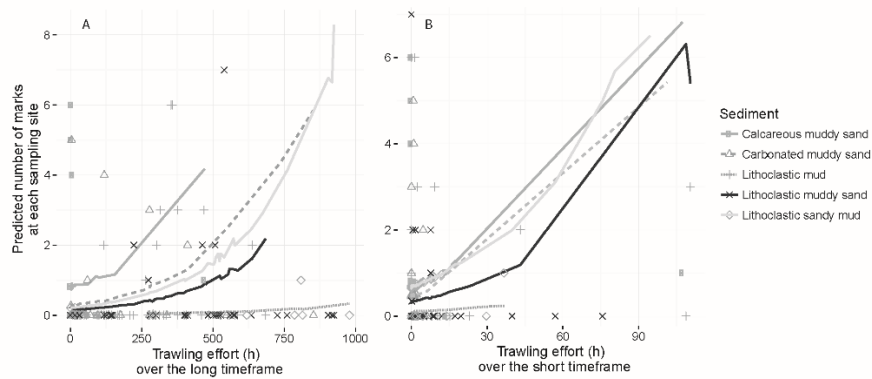 A
B
Predicted number of marks
at each sampling site
8
6
4
2
0
0
250
500
750
1000
Trawling effort (h)
over the long timeframe
6
4
2
0
0
30
60
90
Trawling effort (h)
over the short timeframe
Sediment
Calcareous muddy sand
Carbonated muddy sand
Lithoclastic mud
Lithoclastic muddy sand
Lithoclastic sandy mud